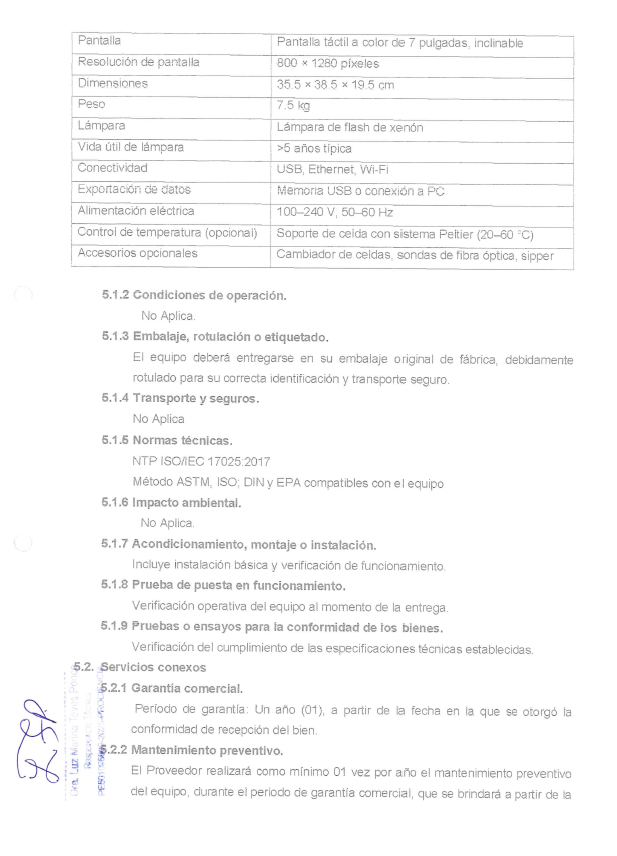 Pantalla	Pantalla táctil a color de 7 pulgadas, inclinable
Resolución de pantalla	800 × 1280 píxeles
Dimensiones	35.5 × 38.5 × 19.5 cm
Peso	7.5 kg
Lámpara	Lámpara de flash de xenón
Vida útil de lámpara	>5 años típica
Conectividad	USB, Ethernet, Wi-Fi
Exportación de datos	Memoria USB o conexión a PC
Alimentación eléctrica	100–240 V, 50–60 Hz
Control de temperatura (opcional)	Soporte de celda con sistema Peltier (20–60 °C)
Accesorios opcionales	Cambiador de celdas, sondas de fibra óptica, sipper
5.1.2 Condiciones de operación.
No Aplica.
5.1.3 Embalaje, rotulación o etiquetado.
El equipo deberá entregarse en su embalaje original de fábrica, debidamente
rotulado para su correcta identificación y transporte seguro.
5.1.4 Transporte y seguros.
No Aplica
5.1.5 Normas técnicas.
NTP ISO/IEC 17025:2017
Método ASTM, ISO; DIN y EPA compatibles con el equipo
5.1.6 Impacto ambiental.
No Aplica.
5.1.7 Acondicionamiento, montaje o instalación.
Incluye instalación básica y verificación de funcionamiento.
5.1.8 Prueba de puesta en funcionamiento.
Verificación operativa del equipo al momento de la entrega.
5.1.9 Pruebas o ensayos para la conformidad de los bienes.
Verificación del cumplimiento de las especificaciones técnicas establecidas.
5.2. Servicios conexos
5.2.1 Garantía comercial.
Período de garantía: Un año (01), a partir de la fecha en la que se otorgó la
conformidad de recepción del bien.
5.2.2 Mantenimiento preventivo.
El Proveedor realizará como mínimo 01 vez por año el mantenimiento preventivo
del equipo, durante el periodo de garantía comercial, que se brindará a partir de la
Luz Marina